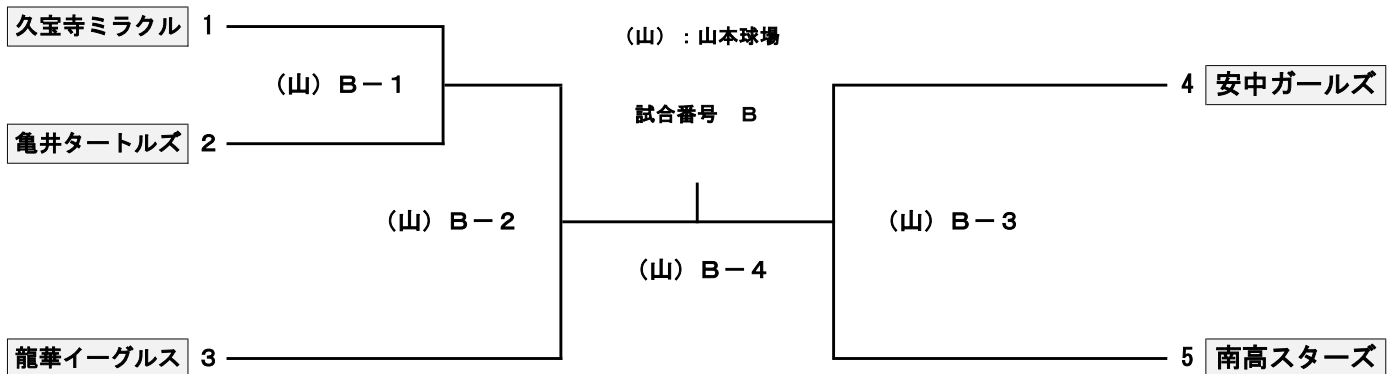 久宝寺ミラクル 1
(山) : 山本球場
(山) B-1
4 安中ガールズ
試合番号 B
亀井タートルズ 2
(山) B-2
(山) B-3
(山) B-4
龍華イーグルス 3
5 南高スターズ